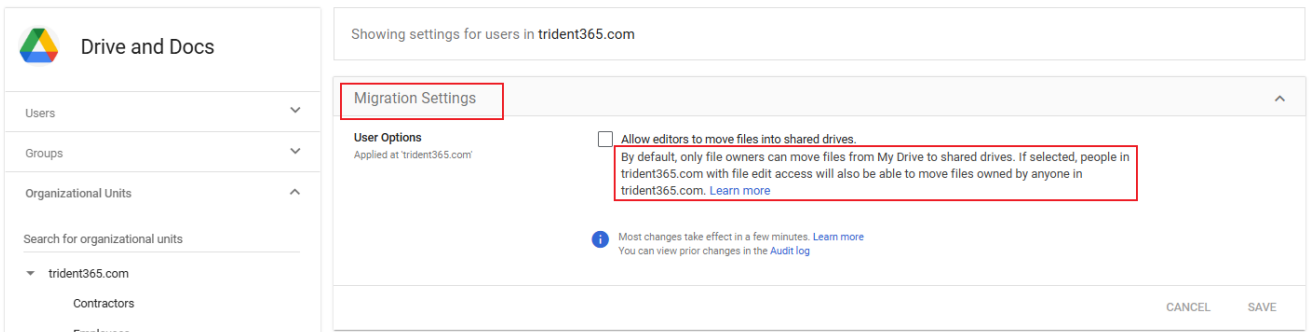 Drive and Docs
Users
Groups
Organizational Units
Search for organizational units
trident365.com
Contractors
Showing settings for users in trident365.com
Migration Settings
User Options
Applied at 'trident365.com'
Allow editors to move files into shared drives.
By default, only file owners can move files from My Drive to shared drives. If selected, people in
trident365.com with file edit access will also be able to move files owned by anyone in
trident365.com. Learn more
Most changes take effect in a few minutes. Learn more
You can view prior changes in the Audit log
CANCEL SAVE